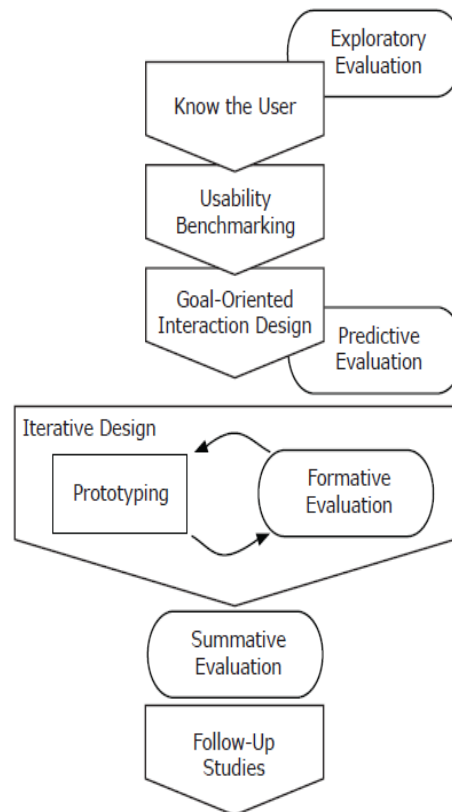 Exploratory
Evaluation
Know the User
Usability
Benchmarking
Goal-Oriented
Interaction Design
Predictive
Evaluation
Iterative Design
Prototyping
Formative
Evaluation
Summative
Evaluation
Follow-Up
Studies